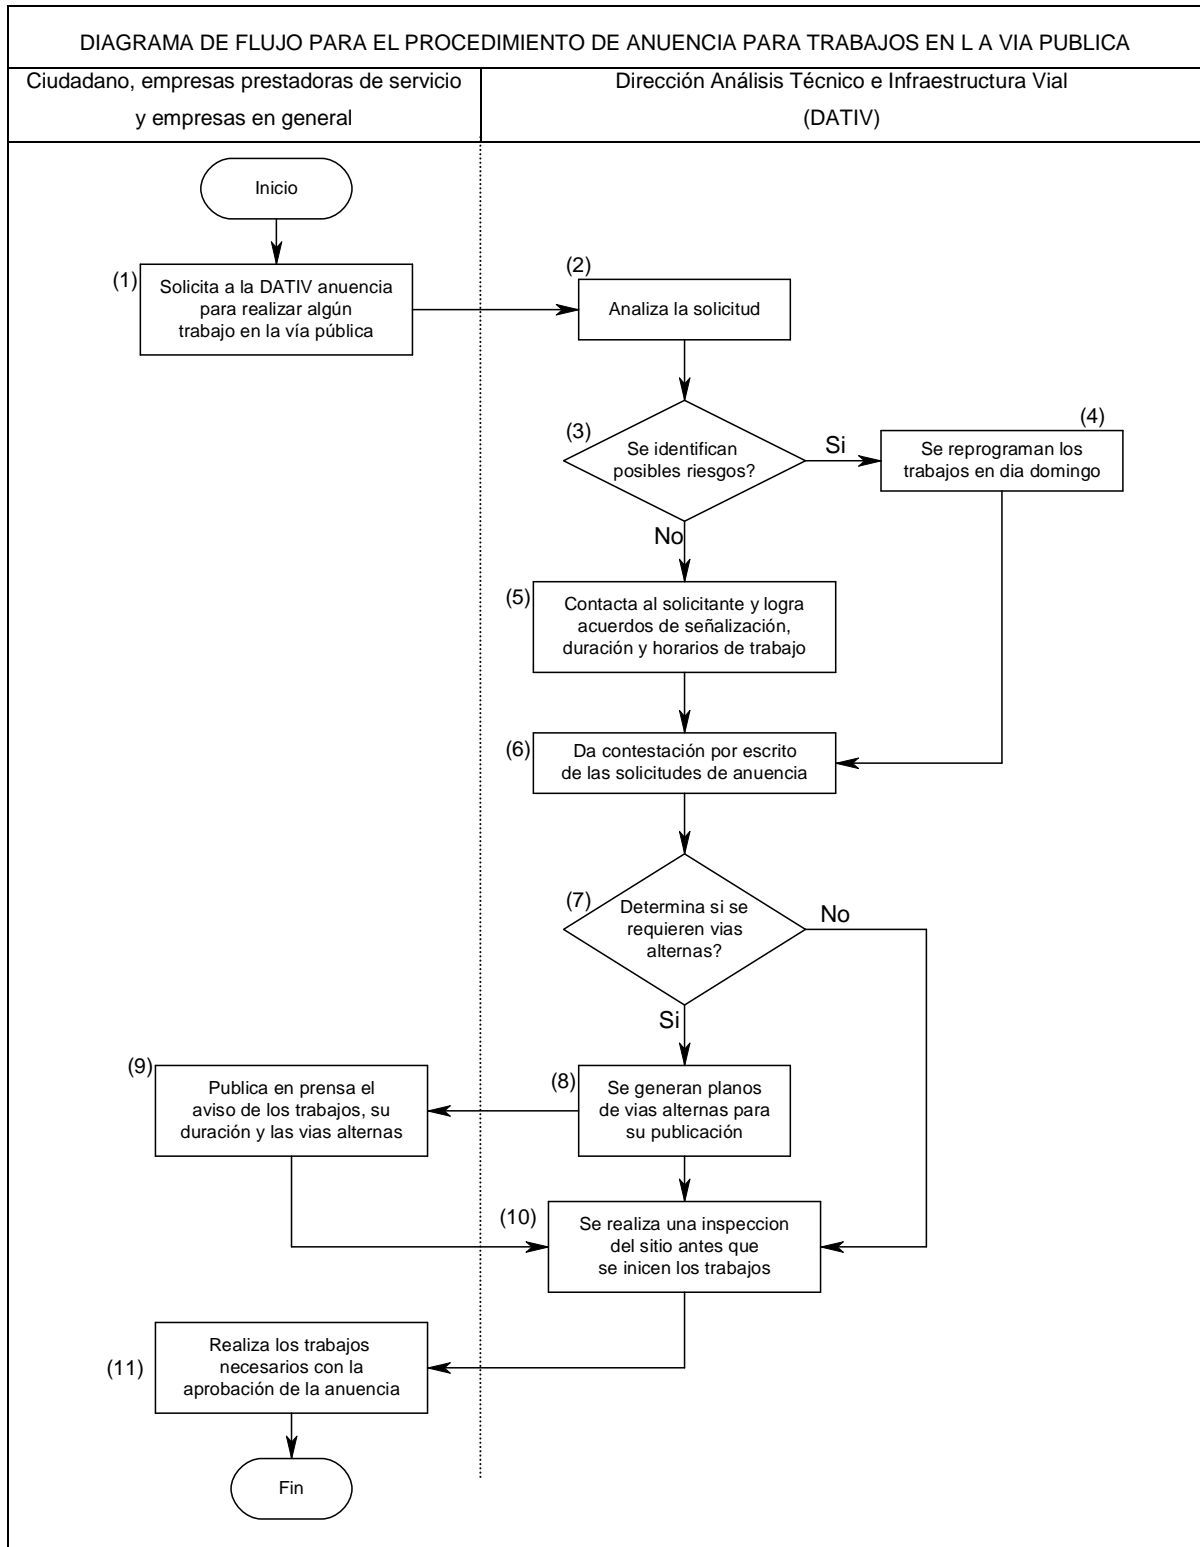 DIAGRAMA DE FLUJO PARA EL PROCEDIMIENTO DE ANUENCIA PARA TRABAJOS EN L A VIA PUBLICA
Ciudadano, empresas prestadoras de servicio
y empresas en general
Dirección Análisis Técnico e Infraestructura Vial
(DATIV)
Inicio
(1)
Solicita a la DATIV anuencia
para realizar algún
trabajo en la vía pública
(2)
Analiza la solicitud
(3)
Se identifican
posibles riesgos?
Si
(4)
Se reprograman los
trabajos en dia domingo
No
(5)
Contacta al solicitante y logra
acuerdos de señalización,
duración y horarios de trabajo
(6)
Da contestación por escrito
de las solicitudes de anuencia
(7)
Determina si se
requieren vias
alternas?
No
Si
(8)
Se generan planos
de vias alternas para
su publicación
(9)
Publica en prensa el
aviso de los trabajos, su
duración y las vias alternas
(10)
Se realiza una inspeccion
del sitio antes que
se inicen los trabajos
(11)
Realiza los trabajos
necesarios con la
aprobación de la anuencia
Fin